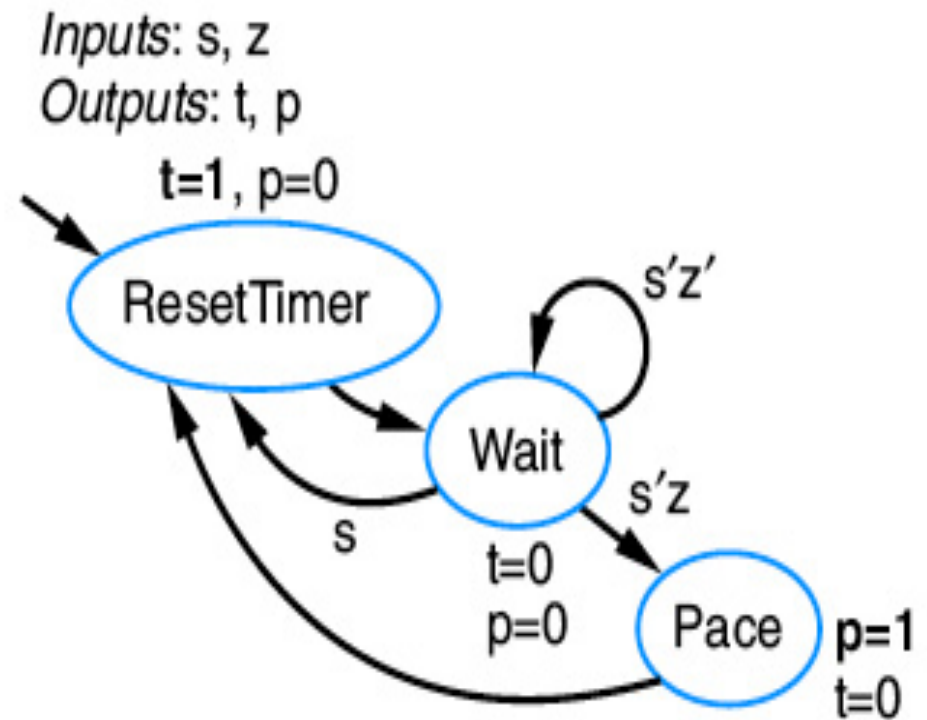 Inputs: s, z
Outputs: t, p
t=1, p=0
ResetTimer
s′z′
Wait
s′z
s
t=0
p=0
Pace
p=1
t=0